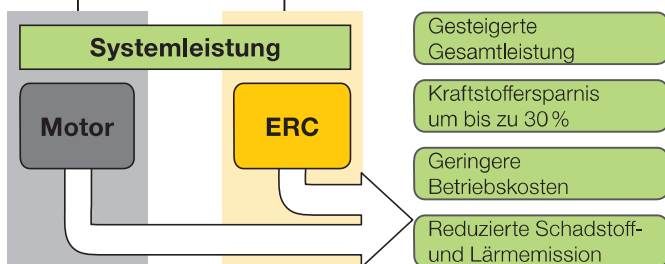 Systemleistung
Motor
ERC
Gesteigerte
Gesamtleistung
Kraftstoffersparnis
um bis zu 30 %
Geringere
Betriebskosten
Reduzierte Schadstoff-
und Lärmemission